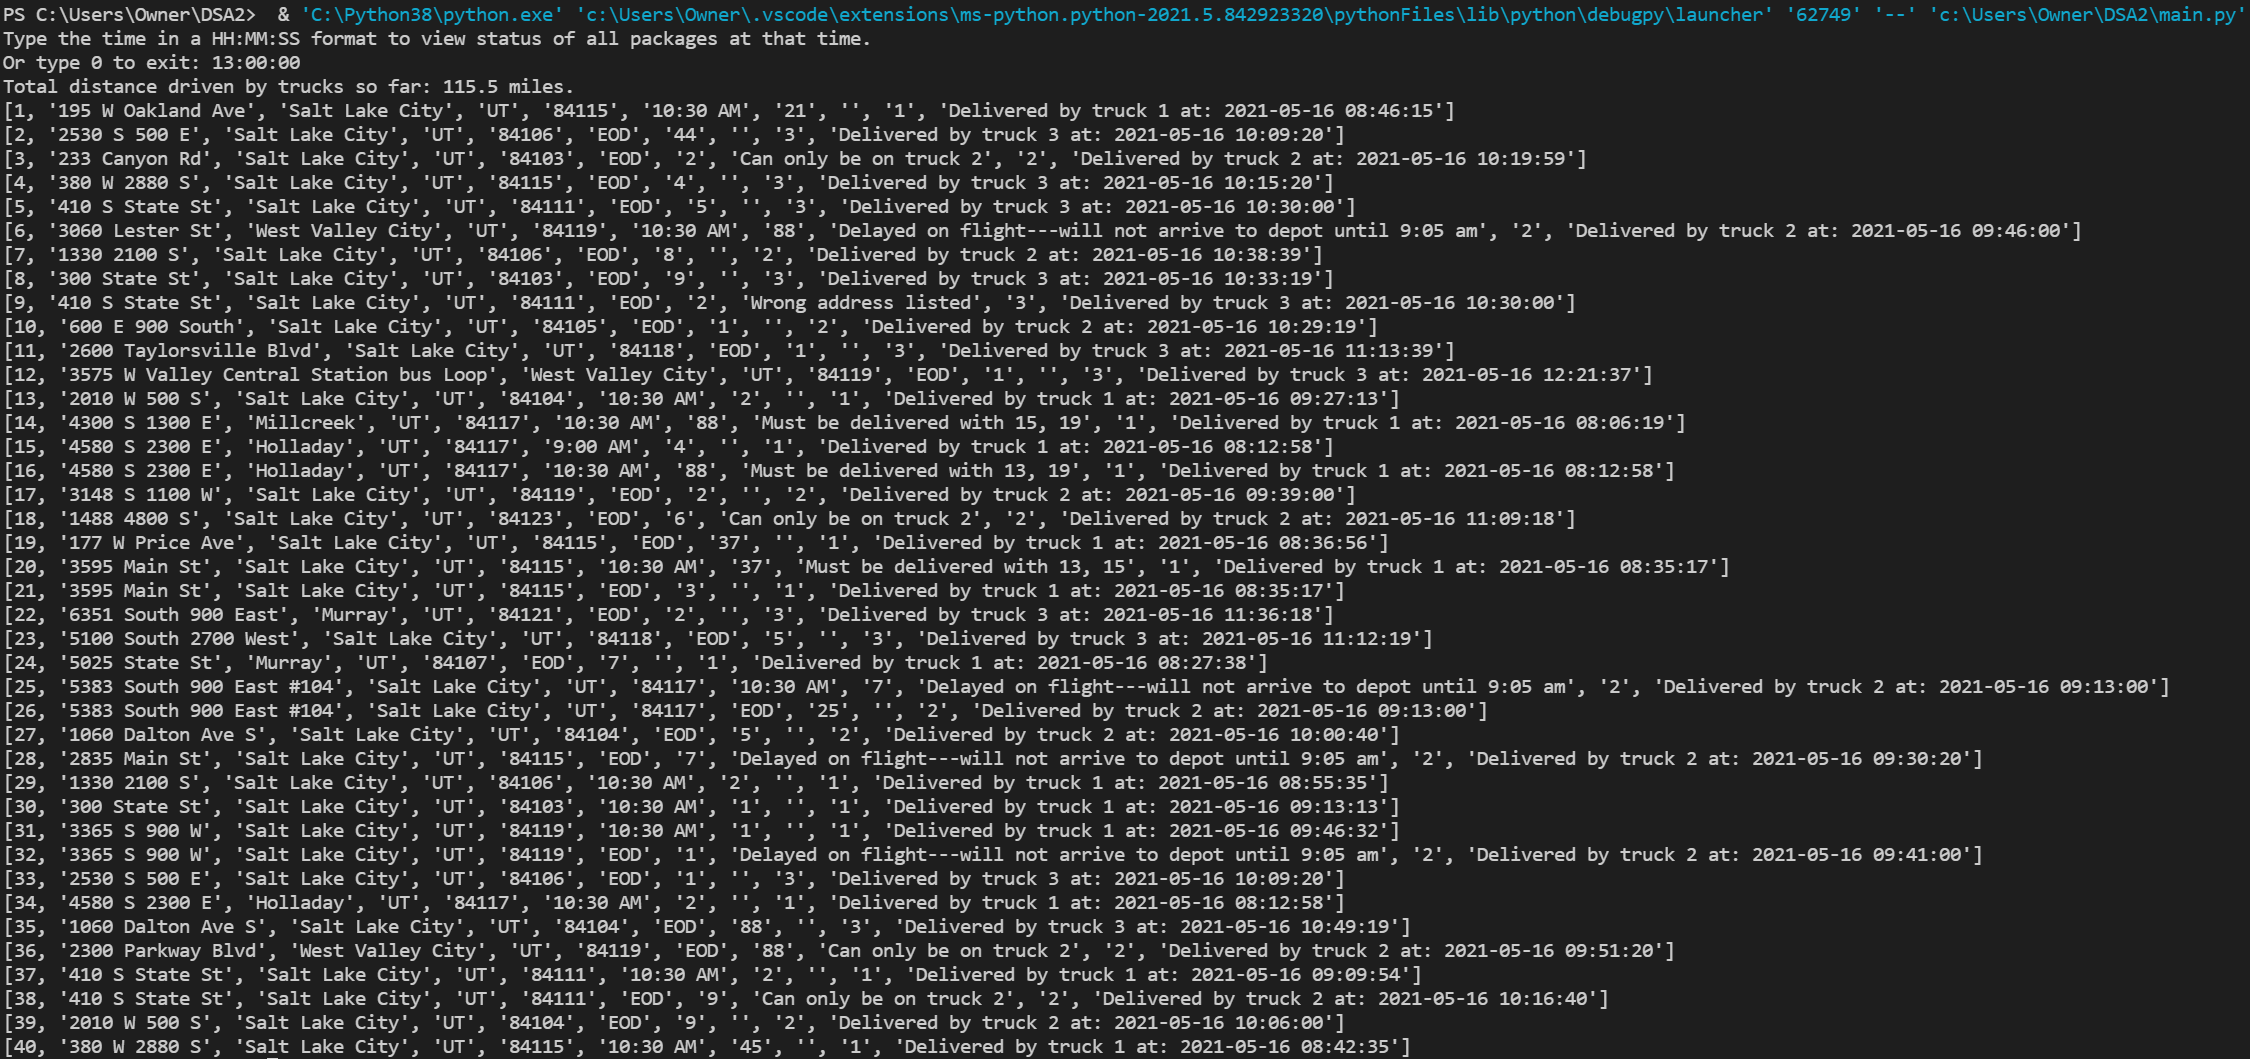 PS C:\Users\Owner\DSA2>  & 'C:\Python38\python.exe' 'c:\Users\Owner\.vscode\extensions\ms-python.python-2021.5.842923320\pythonFiles\lib\python\debugpy\launcher' '62749' '--' 'c:\Users\Owner\DSA2\main.py'
Type the time in a HH:MM:SS format to view status of all packages at that time.
Or type 0 to exit: 13:00:00
Total distance driven by trucks so far: 115.5 miles.
[1, '195 W Oakland Ave', 'Salt Lake City', 'UT', '84115', '10:30 AM', '21', '', '1', 'Delivered by truck 1 at: 2021-05-16 08:46:15']
[2, '2530 S 500 E', 'Salt Lake City', 'UT', '84106', 'EOD', '44', '', '3', 'Delivered by truck 3 at: 2021-05-16 10:09:20']
[3, '233 Canyon Rd', 'Salt Lake City', 'UT', '84103', 'EOD', '2', 'Can only be on truck 2', '2', 'Delivered by truck 2 at: 2021-05-16 10:19:59']
[4, '380 W 2880 S', 'Salt Lake City', 'UT', '84115', 'EOD', '4', '', '3', 'Delivered by truck 3 at: 2021-05-16 10:15:20']
[5, '410 S State St', 'Salt Lake City', 'UT', '84111', 'EOD', '5', '', '3', 'Delivered by truck 3 at: 2021-05-16 10:30:00']
[6, '3060 Lester St', 'West Valley City', 'UT', '84119', '10:30 AM', '88', 'Delayed on flight---will not arrive to depot until 9:05 am', '2', 'Delivered by truck 2 at: 2021-05-16 09:46:00']
[7, '1330 2100 S', 'Salt Lake City', 'UT', '84106', 'EOD', '8', '', '2', 'Delivered by truck 2 at: 2021-05-16 10:38:39']
[8, '300 State St', 'Salt Lake City', 'UT', '84103', 'EOD', '9', '', '3', 'Delivered by truck 3 at: 2021-05-16 10:33:19']
[9, '410 S State St', 'Salt Lake City', 'UT', '84111', 'EOD', '2', 'Wrong address listed', '3', 'Delivered by truck 3 at: 2021-05-16 10:30:00']
[10, '600 E 900 South', 'Salt Lake City', 'UT', '84105', 'EOD', '1', '', '2', 'Delivered by truck 2 at: 2021-05-16 10:29:19']
[11, '2600 Taylorsville Blvd', 'Salt Lake City', 'UT', '84118', 'EOD', '1', '', '3', 'Delivered by truck 3 at: 2021-05-16 11:13:39']
[12, '3575 W Valley Central Station bus Loop', 'West Valley City', 'UT', '84119', 'EOD', '1', '', '3', 'Delivered by truck 3 at: 2021-05-16 12:21:37']
[13, '2010 W 500 S', 'Salt Lake City', 'UT', '84104', '10:30 AM', '2', '', '1', 'Delivered by truck 1 at: 2021-05-16 09:27:13']
[14, '4300 S 1300 E', 'Millcreek', 'UT', '84117', '10:30 AM', '88', 'Must be delivered with 15, 19', '1', 'Delivered by truck 1 at: 2021-05-16 08:06:19']
[15, '4580 S 2300 E', 'Holladay', 'UT', '84117', '9:00 AM', '4', '', '1', 'Delivered by truck 1 at: 2021-05-16 08:12:58']
[16, '4580 S 2300 E', 'Holladay', 'UT', '84117', '10:30 AM', '88', 'Must be delivered with 13, 19', '1', 'Delivered by truck 1 at: 2021-05-16 08:12:58']
[17, '3148 S 1100 W', 'Salt Lake City', 'UT', '84119', 'EOD', '2', '', '2', 'Delivered by truck 2 at: 2021-05-16 09:39:00']
[18, '1488 4800 S', 'Salt Lake City', 'UT', '84123', 'EOD', '6', 'Can only be on truck 2', '2', 'Delivered by truck 2 at: 2021-05-16 11:09:18']
[19, '177 W Price Ave', 'Salt Lake City', 'UT', '84115', 'EOD', '37', '', '1', 'Delivered by truck 1 at: 2021-05-16 08:36:56']
[20, '3595 Main St', 'Salt Lake City', 'UT', '84115', '10:30 AM', '37', 'Must be delivered with 13, 15', '1', 'Delivered by truck 1 at: 2021-05-16 08:35:17']
[21, '3595 Main St', 'Salt Lake City', 'UT', '84115', 'EOD', '3', '', '1', 'Delivered by truck 1 at: 2021-05-16 08:35:17']
[22, '6351 South 900 East', 'Murray', 'UT', '84121', 'EOD', '2', '', '3', 'Delivered by truck 3 at: 2021-05-16 11:36:18']
[23, '5100 South 2700 West', 'Salt Lake City', 'UT', '84118', 'EOD', '5', '', '3', 'Delivered by truck 3 at: 2021-05-16 11:12:19']
[24, '5025 State St', 'Murray', 'UT', '84107', 'EOD', '7', '', '1', 'Delivered by truck 1 at: 2021-05-16 08:27:38']
[25, '5383 South 900 East #104', 'Salt Lake City', 'UT', '84117', '10:30 AM', '7', 'Delayed on flight---will not arrive to depot until 9:05 am', '2', 'Delivered by truck 2 at: 2021-05-16 09:13:00']
[26, '5383 South 900 East #104', 'Salt Lake City', 'UT', '84117', 'EOD', '25', '', '2', 'Delivered by truck 2 at: 2021-05-16 09:13:00']
[27, '1060 Dalton Ave S', 'Salt Lake City', 'UT', '84104', 'EOD', '5', '', '2', 'Delivered by truck 2 at: 2021-05-16 10:00:40']
[28, '2835 Main St', 'Salt Lake City', 'UT', '84115', 'EOD', '7', 'Delayed on flight---will not arrive to depot until 9:05 am', '2', 'Delivered by truck 2 at: 2021-05-16 09:30:20']
[29, '1330 2100 S', 'Salt Lake City', 'UT', '84106', '10:30 AM', '2', '', '1', 'Delivered by truck 1 at: 2021-05-16 08:55:35']
[30, '300 State St', 'Salt Lake City', 'UT', '84103', '10:30 AM', '1', '', '1', 'Delivered by truck 1 at: 2021-05-16 09:13:13']
[31, '3365 S 900 W', 'Salt Lake City', 'UT', '84119', '10:30 AM', '1', '', '1', 'Delivered by truck 1 at: 2021-05-16 09:46:32']
[32, '3365 S 900 W', 'Salt Lake City', 'UT', '84119', 'EOD', '1', 'Delayed on flight---will not arrive to depot until 9:05 am', '2', 'Delivered by truck 2 at: 2021-05-16 09:41:00']
[33, '2530 S 500 E', 'Salt Lake City', 'UT', '84106', 'EOD', '1', '', '3', 'Delivered by truck 3 at: 2021-05-16 10:09:20']
[34, '4580 S 2300 E', 'Holladay', 'UT', '84117', '10:30 AM', '2', '', '1', 'Delivered by truck 1 at: 2021-05-16 08:12:58']
[35, '1060 Dalton Ave S', 'Salt Lake City', 'UT', '84104', 'EOD', '88', '', '3', 'Delivered by truck 3 at: 2021-05-16 10:49:19']
[36, '2300 Parkway Blvd', 'West Valley City', 'UT', '84119', 'EOD', '88', 'Can only be on truck 2', '2', 'Delivered by truck 2 at: 2021-05-16 09:51:20']
[37, '410 S State St', 'Salt Lake City', 'UT', '84111', '10:30 AM', '2', '', '1', 'Delivered by truck 1 at: 2021-05-16 09:09:54']
[38, '410 S State St', 'Salt Lake City', 'UT', '84111', 'EOD', '9', 'Can only be on truck 2', '2', 'Delivered by truck 2 at: 2021-05-16 10:16:40']
[39, '2010 W 500 S', 'Salt Lake City', 'UT', '84104', 'EOD', '9', '', '2', 'Delivered by truck 2 at: 2021-05-16 10:06:00']
[40, '380 W 2880 S', 'Salt Lake City', 'UT', '84115', '10:30 AM', '45', '', '1', 'Delivered by truck 1 at: 2021-05-16 08:42:35']